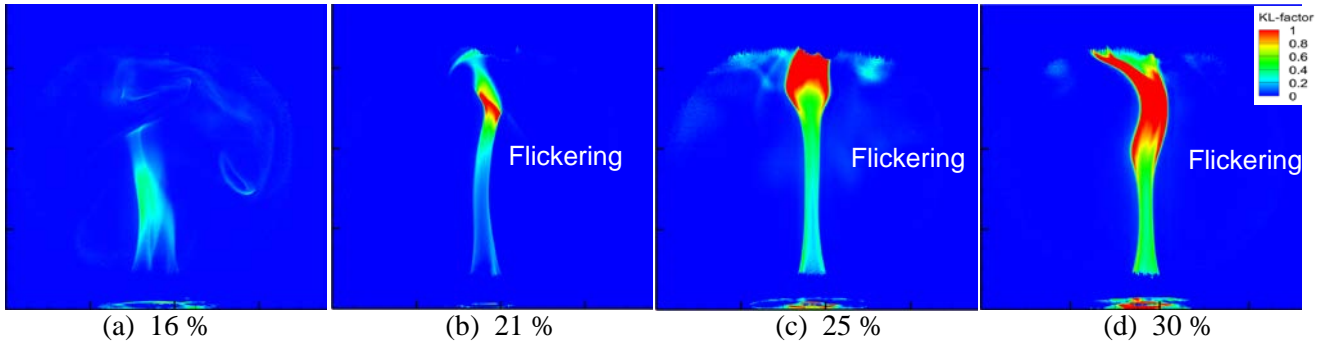 KL-factor
1
0.8
0.6
0.4
0.2
0
Flickering
Flickering
Flickering
(a) 16 %
(b) 21 %
(c) 25 %
(d) 30 %